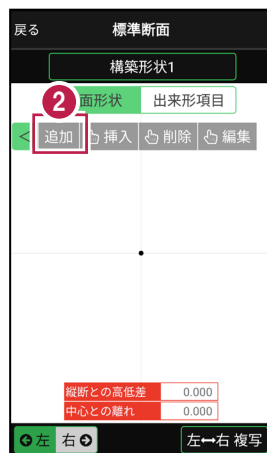 戻る 標準断面
構築形状1
2 面形状 出来形項目
< 追加 挿入 削除 編集
縦断との高低差 0.000
中心との離れ 0.000
左 右 左↔右 複写